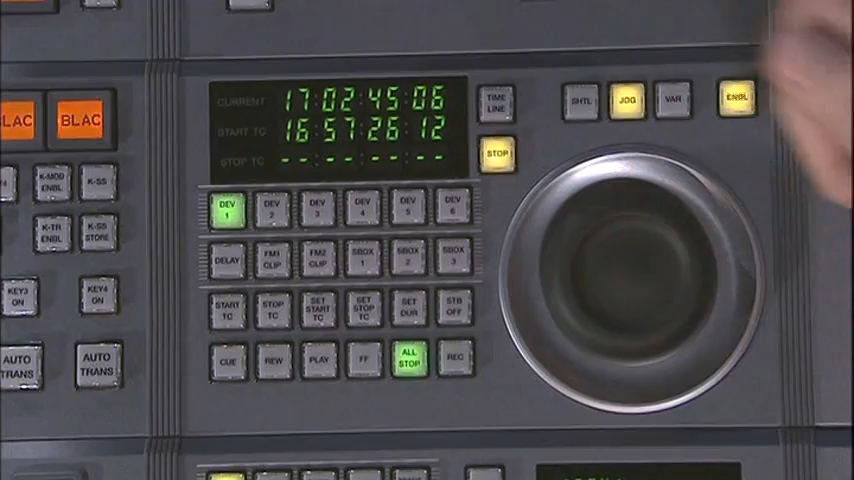 CURRENT 17:02:45:06
START TC 16:57:26:12
STOP TC --:--:--:--
TIME LINE
STOP
SHTL JOG VAR ENBL
BLAC BLAC
K-MOD ENBL
K-SS
K-TR ENBL
K-SS STORE
KEY3 ON
KEY4 ON
AUTO TRANS
AUTO TRANS
DEV 1
DEV 2
DEV 3
DEV 4
DEV 5
DEV 6
DELAY
FM1 CLIP
FM2 CLIP
SBOX 1
SBOX 2
SBOX 3
START TC
STOP TC
SET START TC
SET STOP TC
SET DUR
STB OFF
CUE
REW
PLAY
FF
ALL STOP
REC